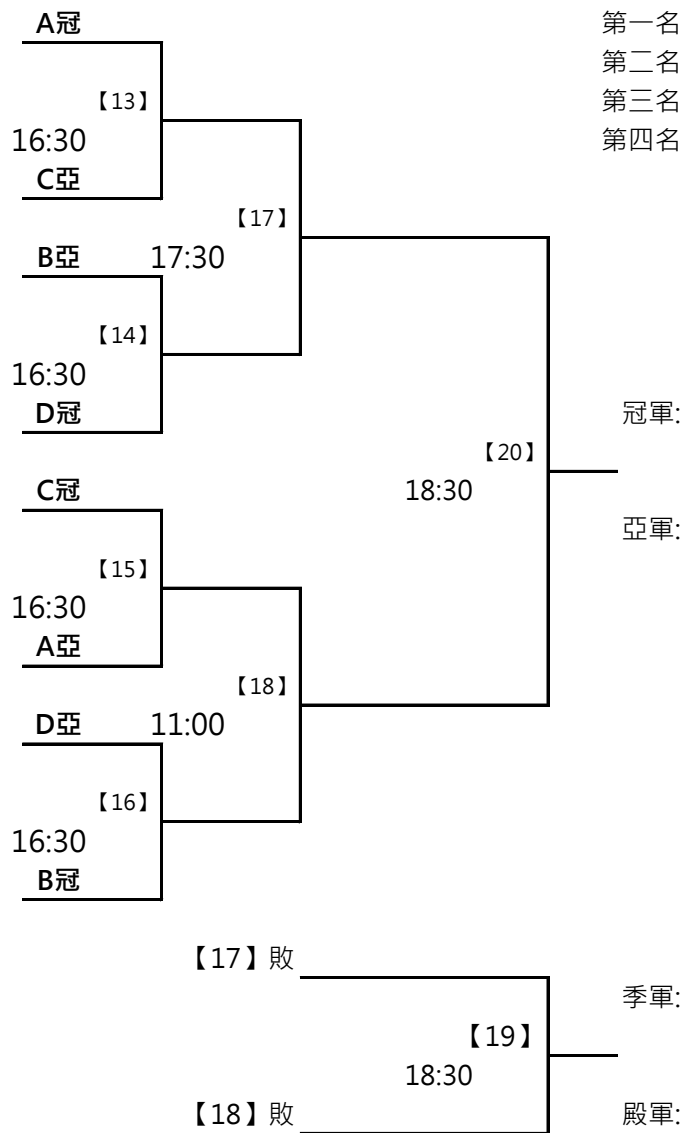 A冠
第一名
第二名
【13】
第三名
16:30
第四名
C亞
【17】
B亞
17:30
【14】
16:30
D冠
冠軍:
【20】
C冠
18:30
亞軍:
【15】
16:30
A亞
【18】
D亞
11:00
【16】
16:30
B冠
【17】敗
季軍:
【19】
18:30
【18】敗
殿軍: